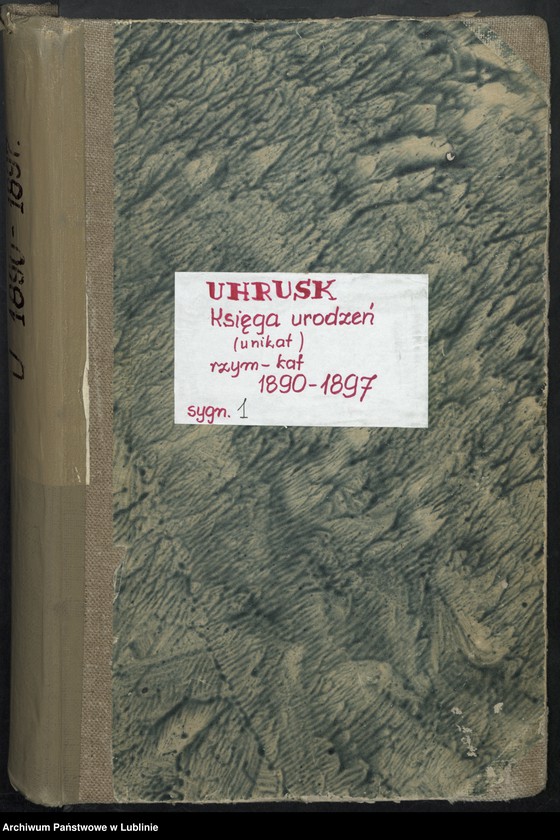 U 1890-1897.
UHRUSK
Księga urodzeń
(unikat)
rzym-kat
1890-1897
sygn. 1
Archiwum Państwowe w Lublinie